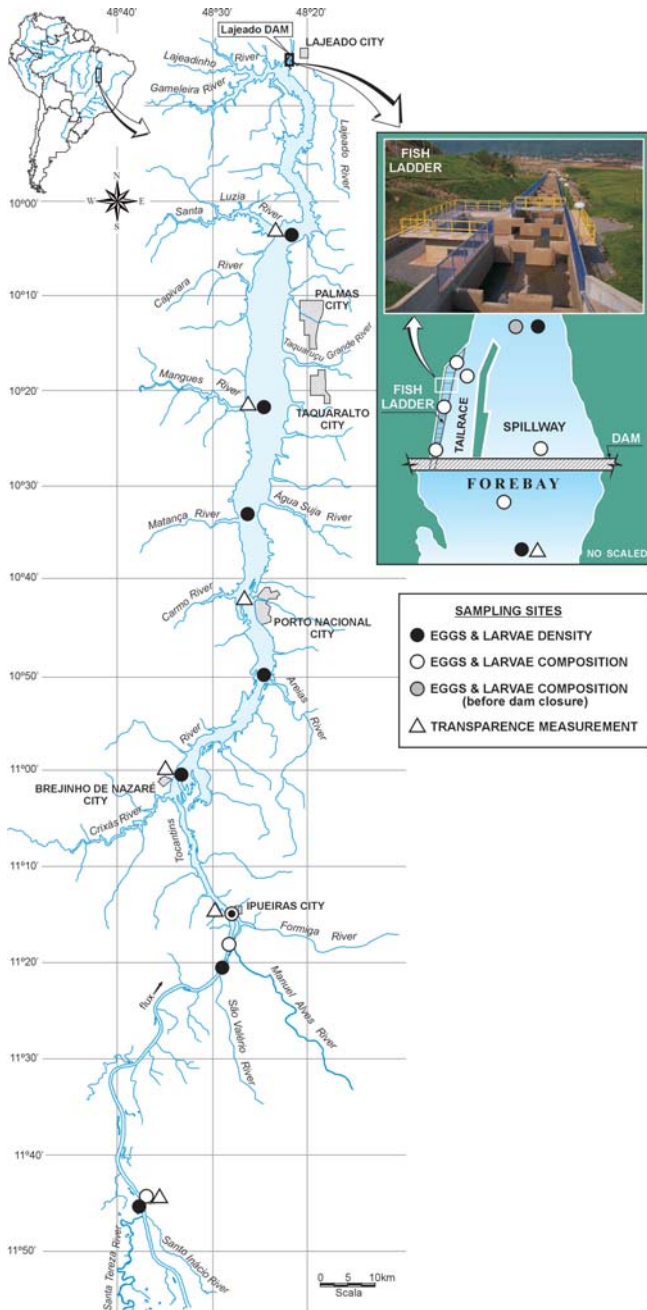 48°40'
48°30'
48°20'
Lajeado DAM
LAJEADO CITY
Lajeadinho River
Gameleira River
Lajeado River
N
W
E
S
10°00'
Santa Luzia River
Capivara River
10°10'
PALMAS
CITY
Taquaruçu Grande River
10°20'
Mangues River
TAQUARALTO
CITY
10°30'
Matança River
Água Suja River
10°40'
Carmo River
PORTO NACIONAL
CITY
10°50'
Areias River
River
11°00'
BREJINHO DE NAZARÉ
CITY
Crixás River
Tocantins
11°10'
IPUEIRAS CITY
Formiga River
11°20'
flux
Manuel Alves River
São Valério River
11°30'
11°40'
11°50'
Santa Tereza River
Santo Inácio River
0 5 10km
Scala
FISH
LADDER
FISH
LADDER
TAILRACE
SPILLWAY
DAM
FOREBAY
NO SCALED
SAMPLING SITES
EGGS & LARVAE DENSITY
EGGS & LARVAE COMPOSITION
EGGS & LARVAE COMPOSITION
(before dam closure)
TRANSPARENCE MEASUREMENT